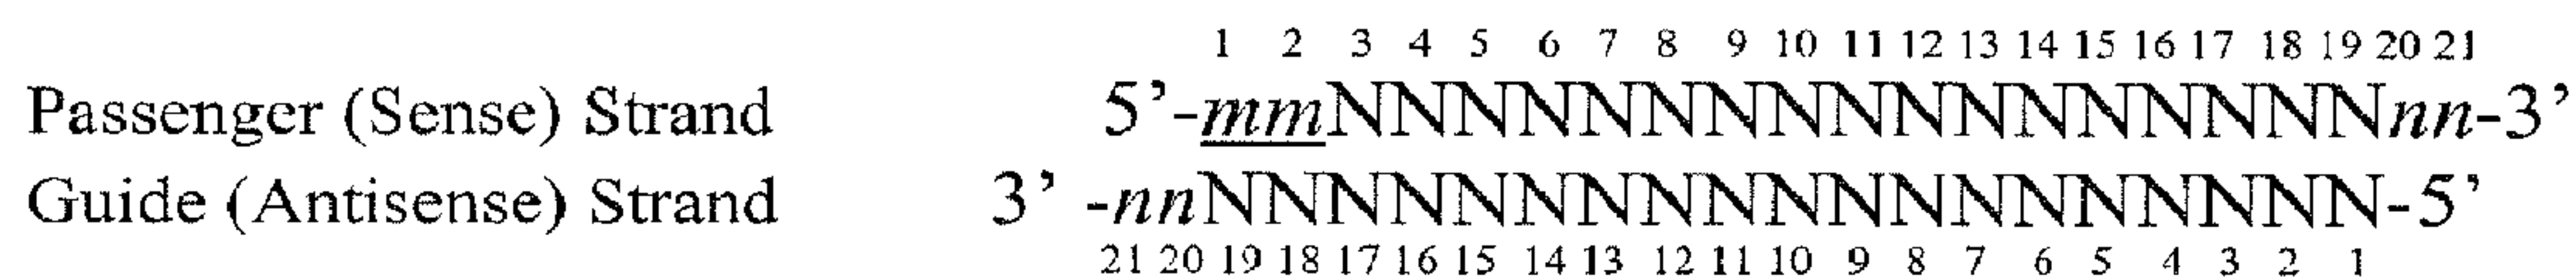 1 2 3 4 5 6 7 8 9 10 11 12 13 14 15 16 17 18 19 20 21
Passenger (Sense) Strand 5’-mmNNNNNNNNNNNNNNNNNnn-3’
Guide (Antisense) Strand 3’ -nnNNNNNNNNNNNNNNNNNNN-5’
21 20 19 18 17 16 15 14 13 12 11 10 9 8 7 6 5 4 3 2 1